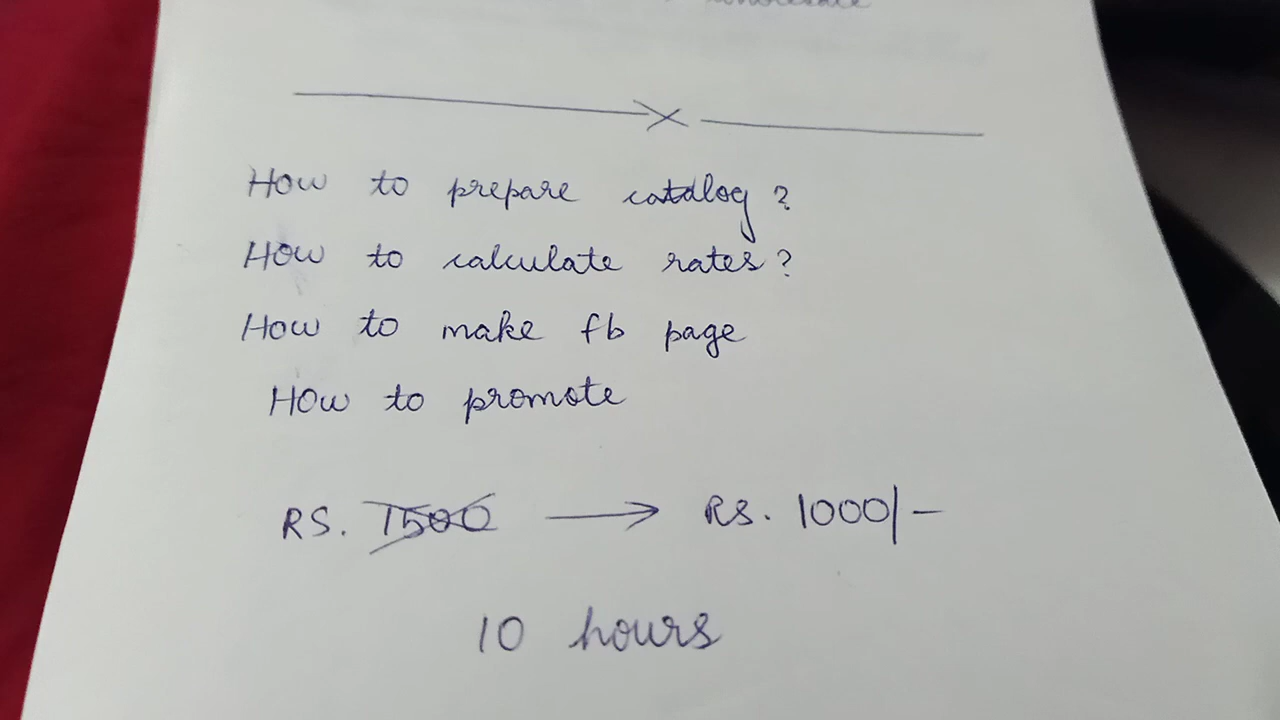 wholesale
How to prepare catalog?
How to calculate rates?
How to make fb page
How to promote
RS. 1500 → RS. 1000/-
10 hours